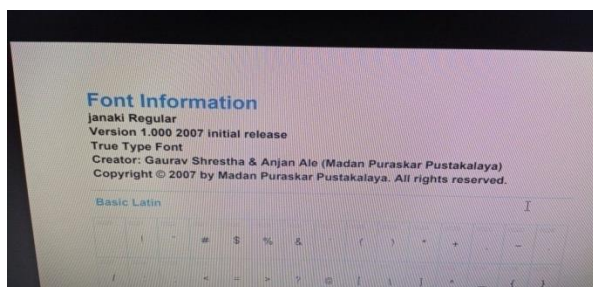 Font Information
janaki Regular
Version 1.000 2007 initial release
True Type Font
Creator: Gaurav Shrestha & Anjan Ale (Madan Puraskar Pustakalaya)
Copyright © 2007 by Madan Puraskar Pustakalaya. All rights reserved.
Basic Latin
! " # $ % & ' ( ) * + , –
/ < = > ? @ [ \ ] ^ _ { }